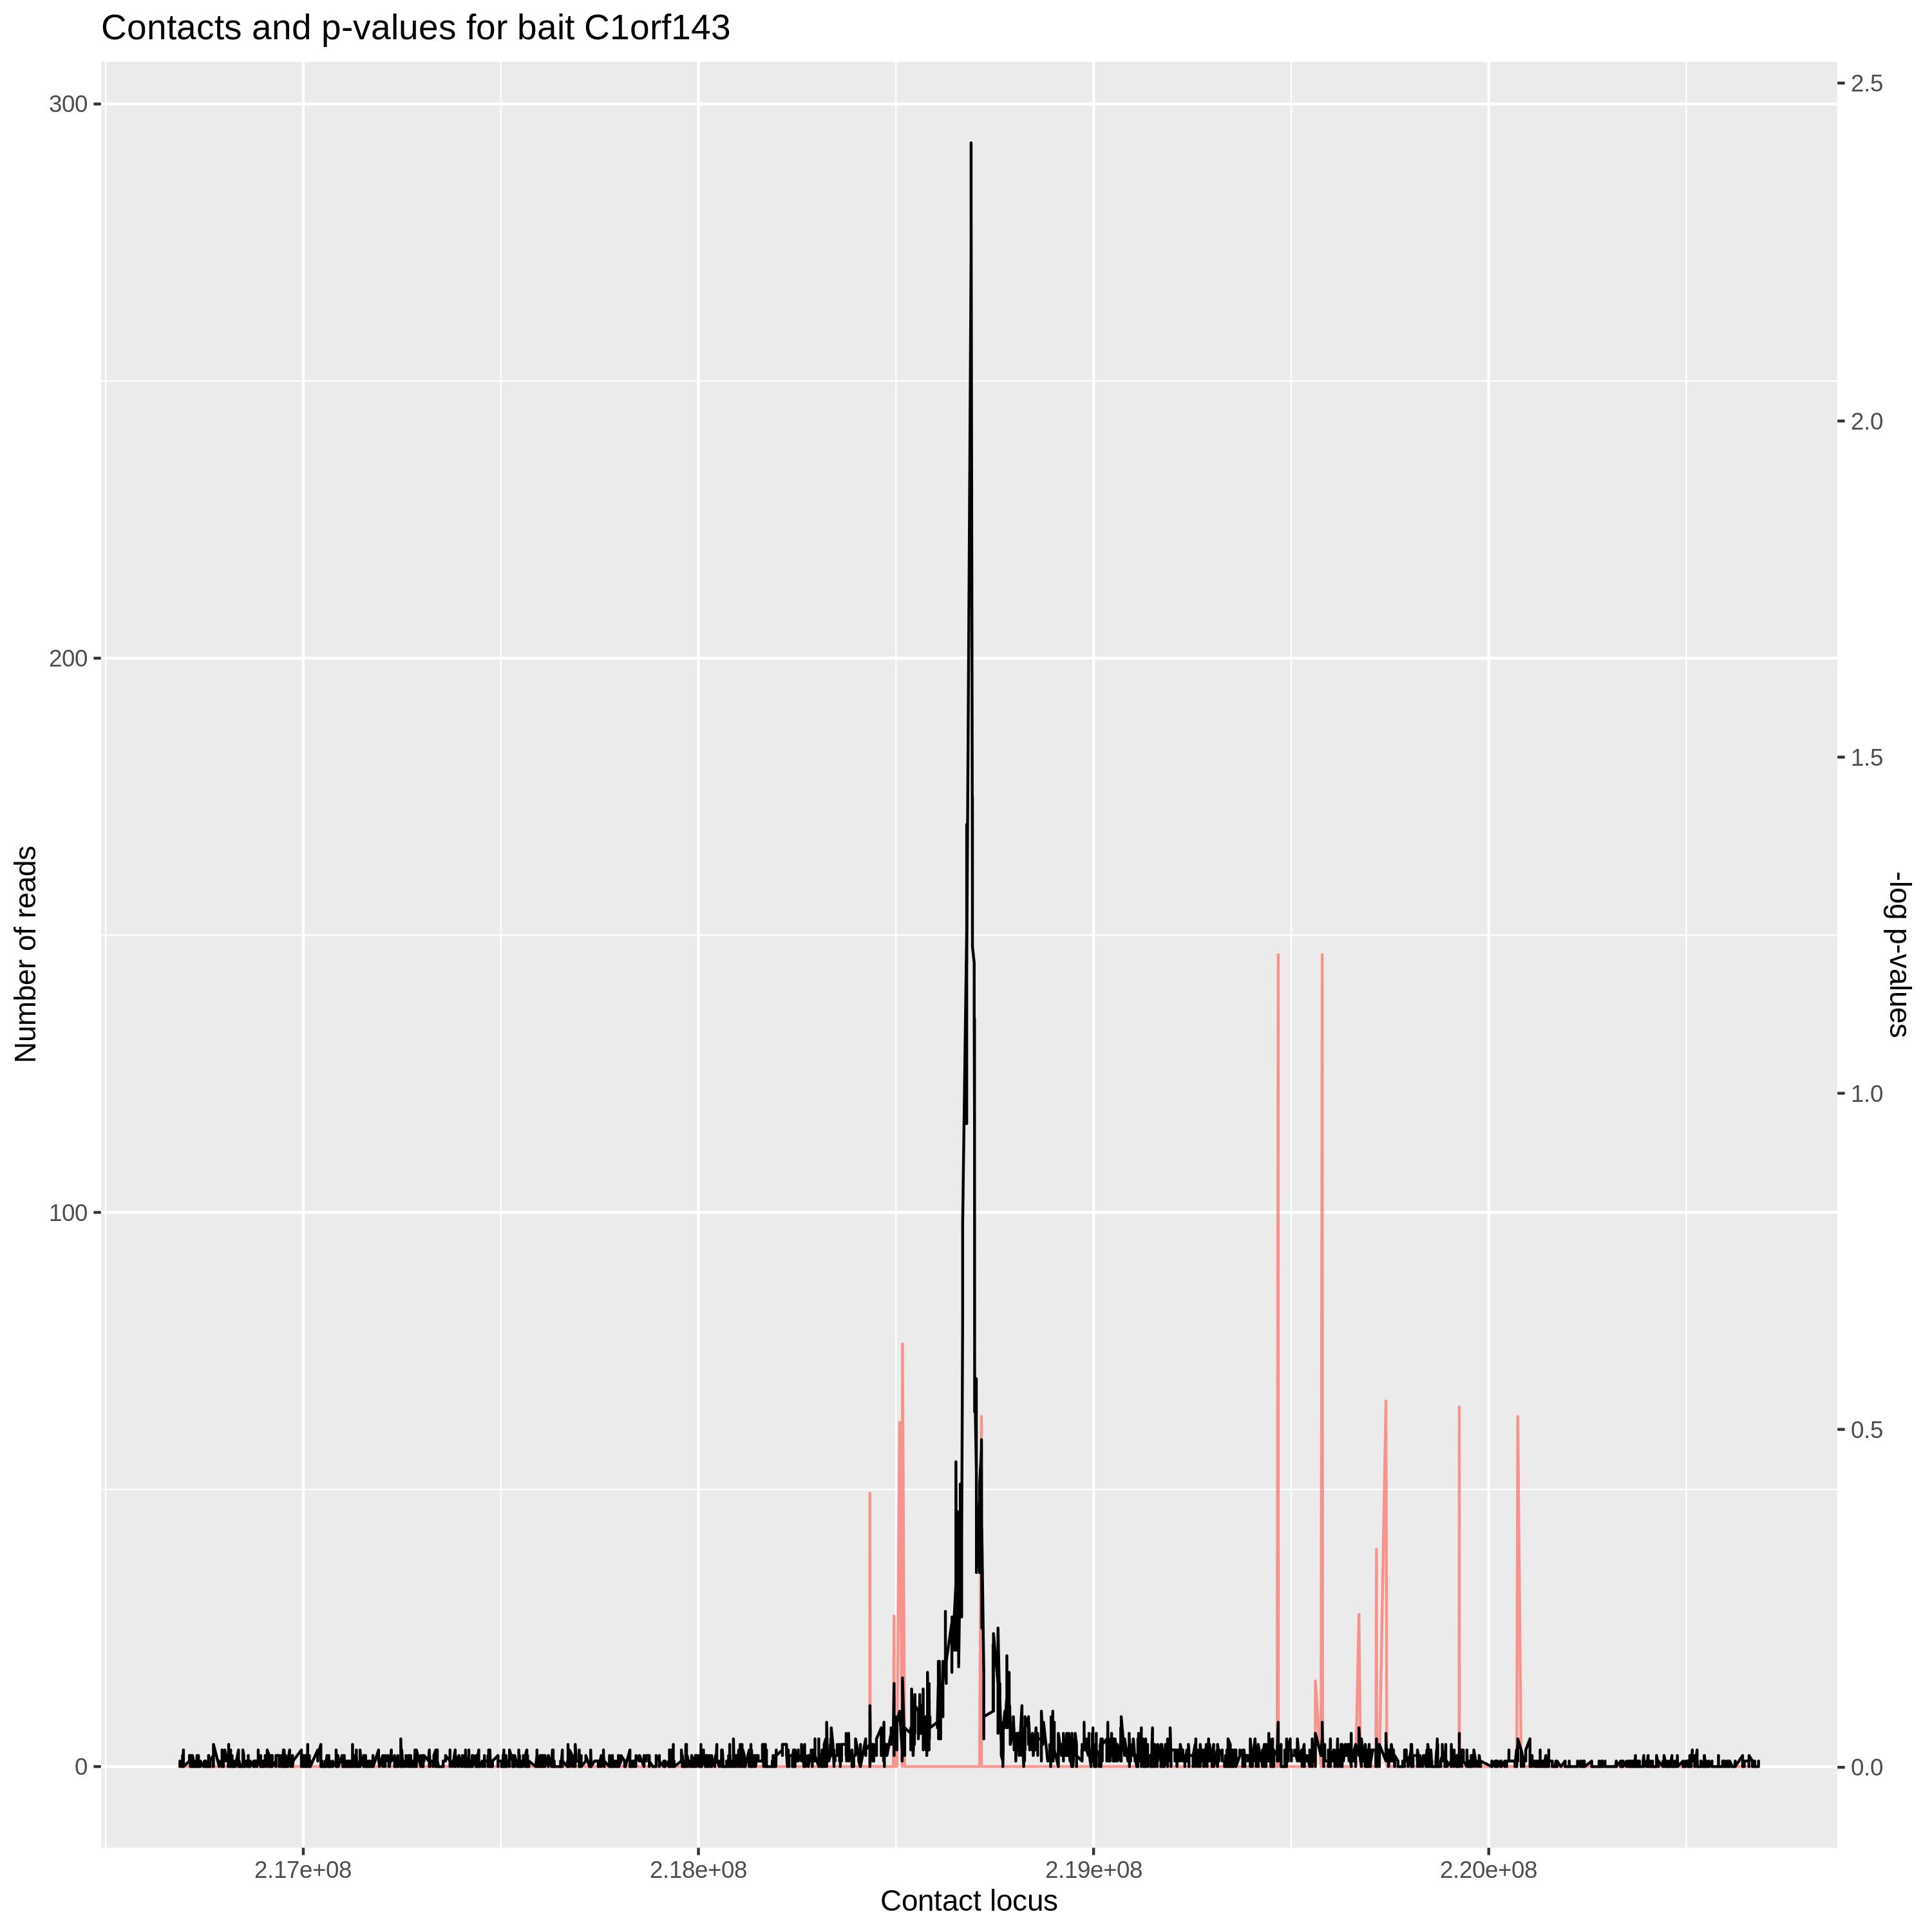 Contacts and p-values for bait C1orf143
300
200
100
0
Number of reads
2.5
2.0
1.5
1.0
0.5
0.0
-log p-values
2.17e+08
2.18e+08
2.19e+08
2.20e+08
Contact locus